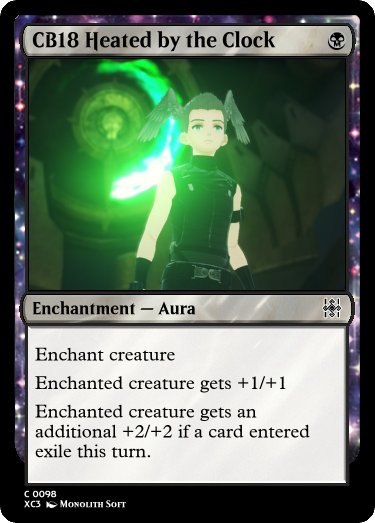 CB18 Heated by the Clock
Enchantment — Aura
Enchant creature
Enchanted creature gets +1/+1
Enchanted creature gets an
additional +2/+2 if a card entered
exile this turn.
C 0098
XC3 Monolith Soft